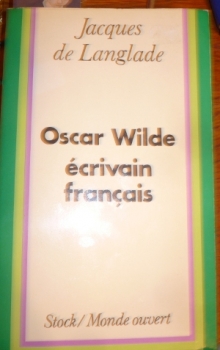 Jacques
de Langlade
Oscar Wilde
écrivain
français
Stock/Monde ouvert